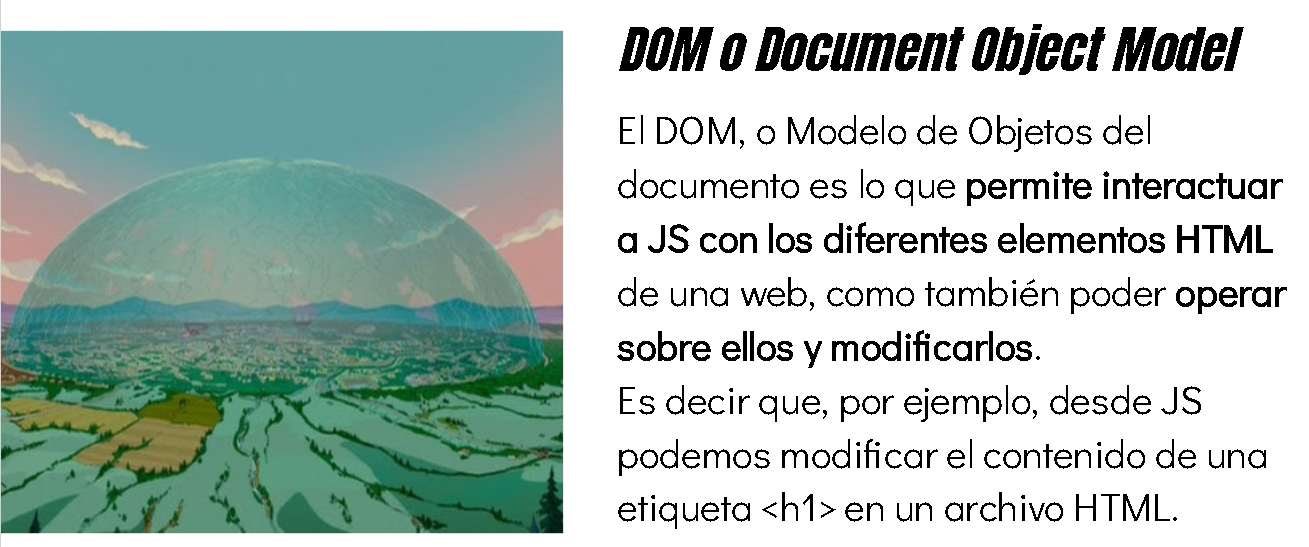 DOM o Document Object Model
El DOM, o Modelo de Objetos del
documento es lo que permite interactuar
a JS con los diferentes elementos HTML
de una web, como también poder operar
sobre ellos y modificarlos.
Es decir que, por ejemplo, desde JS
podemos modificar el contenido de una
etiqueta <h1> en un archivo HTML.